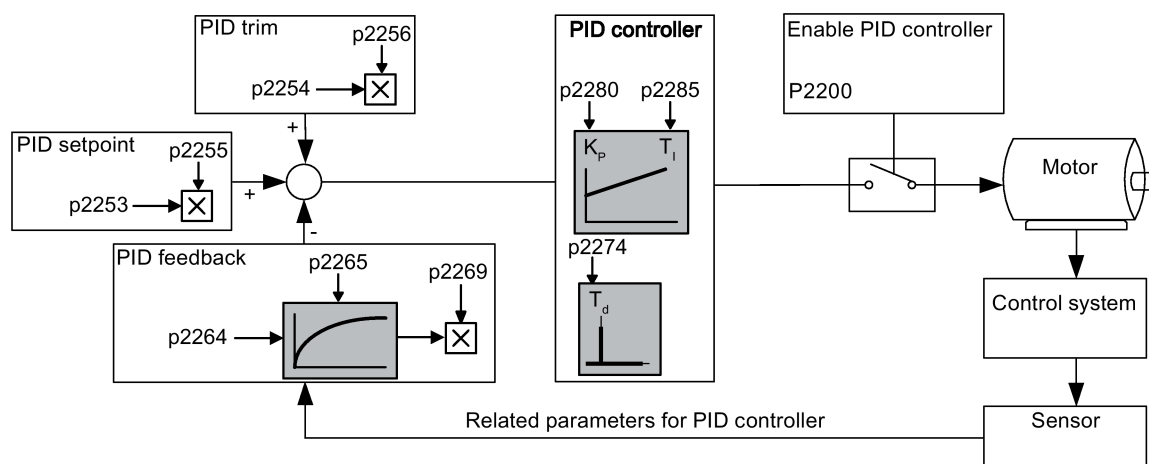 PID trim
p2256
p2254
+
PID setpoint
p2255
p2253
+
-
PID feedback
p2265
p2269
p2264
PID controller
p2280 p2285
K_P T_I
p2274
T_d
Enable PID controller
P2200
Motor
Control system
Sensor
Related parameters for PID controller